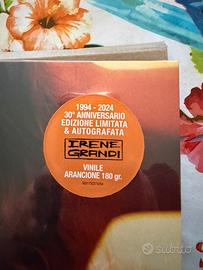 1994 - 2024
30° ANNIVERSARIO
EDIZIONE LIMITATA
& AUTOGRAFATA
IRENE
GRANDI
VINILE
ARANCIONE 180 gr.
subito